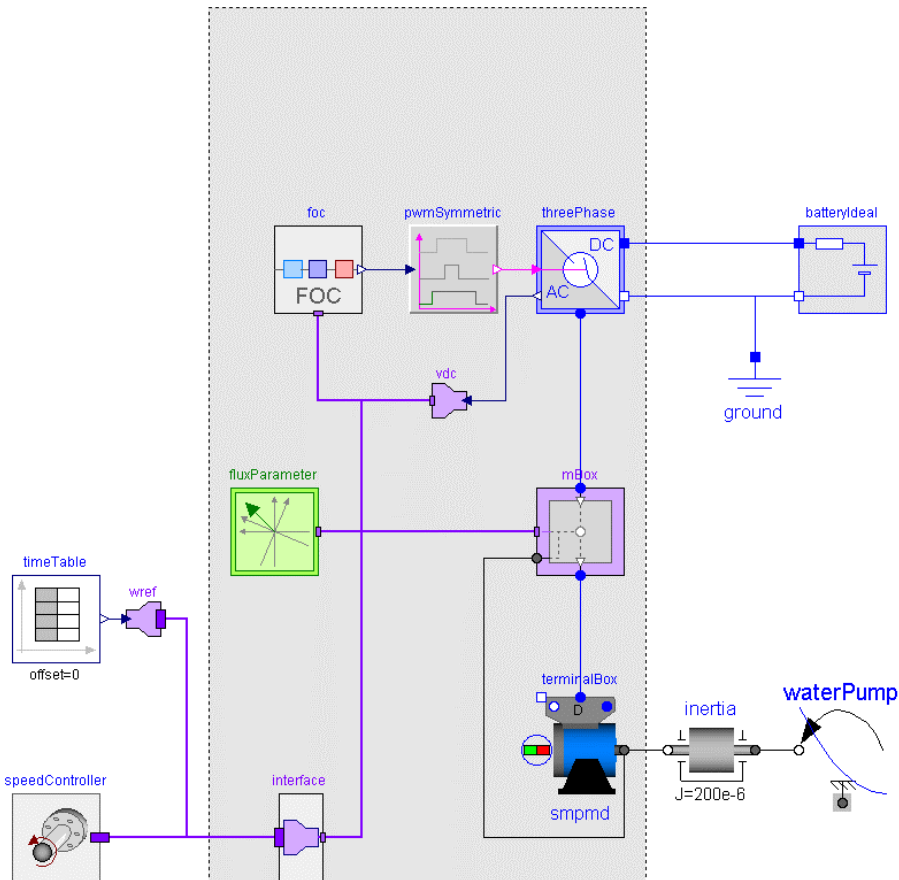 foc
pwmSymmetric
threePhase
batteryIdeal
DC
FOC
AC
vdc
ground
fluxParameter
mBox
timeTable
wref
offset=0
terminalBox
D
waterPump
inertia
speedController
interface
J=200e-6
smpmd